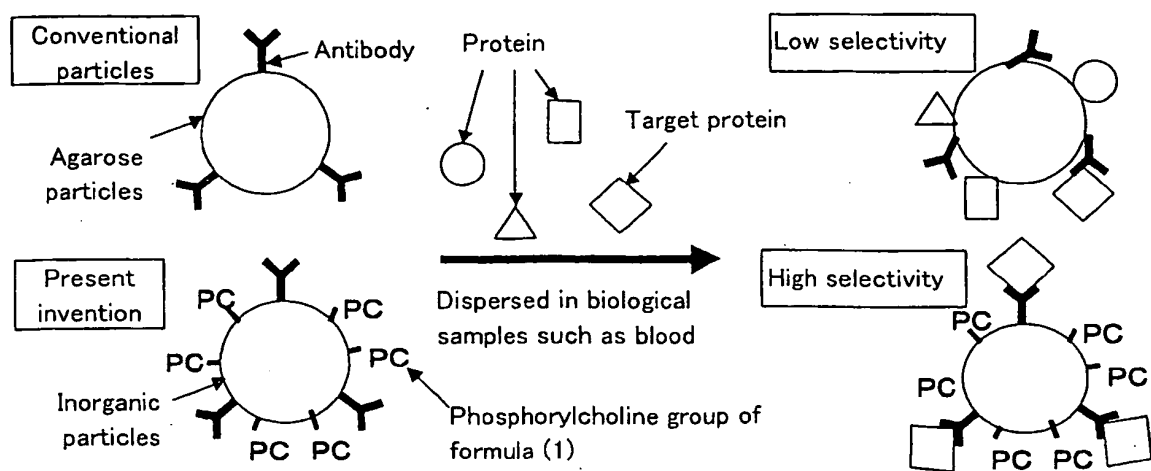 Conventional
particles
Antibody
Agarose
particles
Protein
Target protein
Low selectivity
Present
invention
PC
PC
PC
PC
PC
PC
Inorganic
particles
Dispersed in biological
samples such as blood
Phosphorylcholine group of
formula (1)
High selectivity
PC
PC
PC
PC
PC
PC